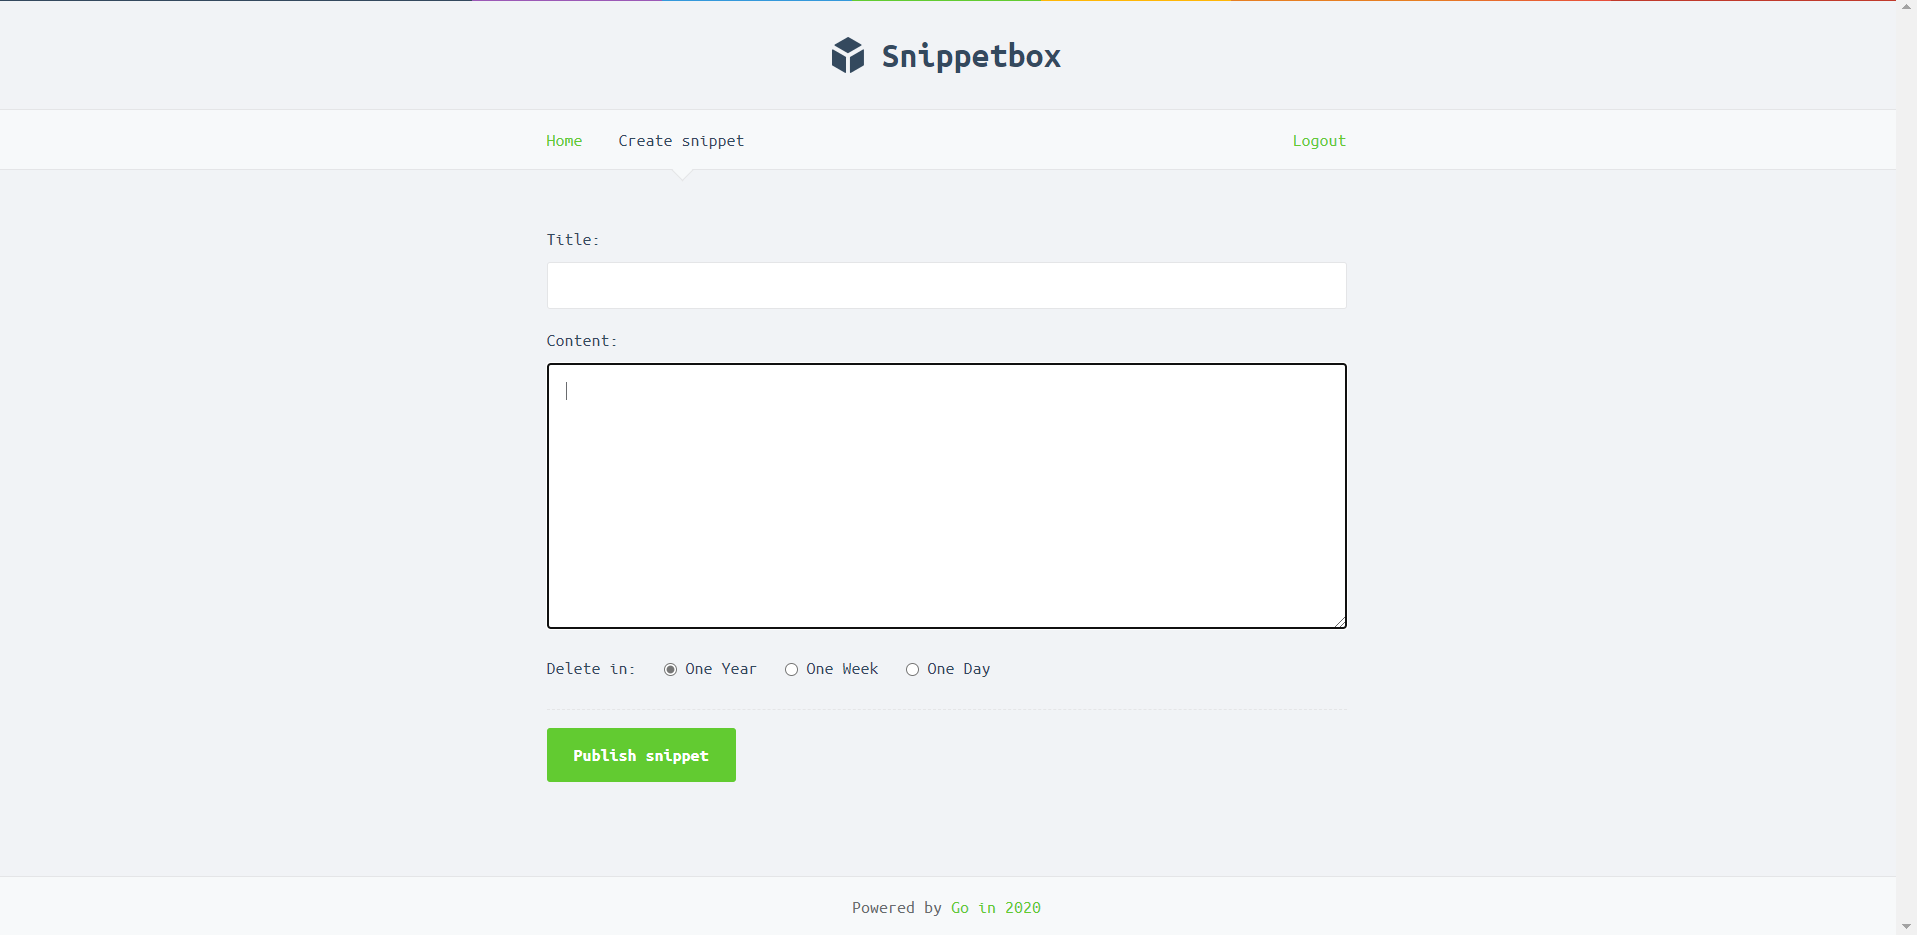 Snippetbox
Home Create snippet Logout
Title:
Content:
Delete in: One Year One Week One Day
Publish snippet
Powered by Go in 2020